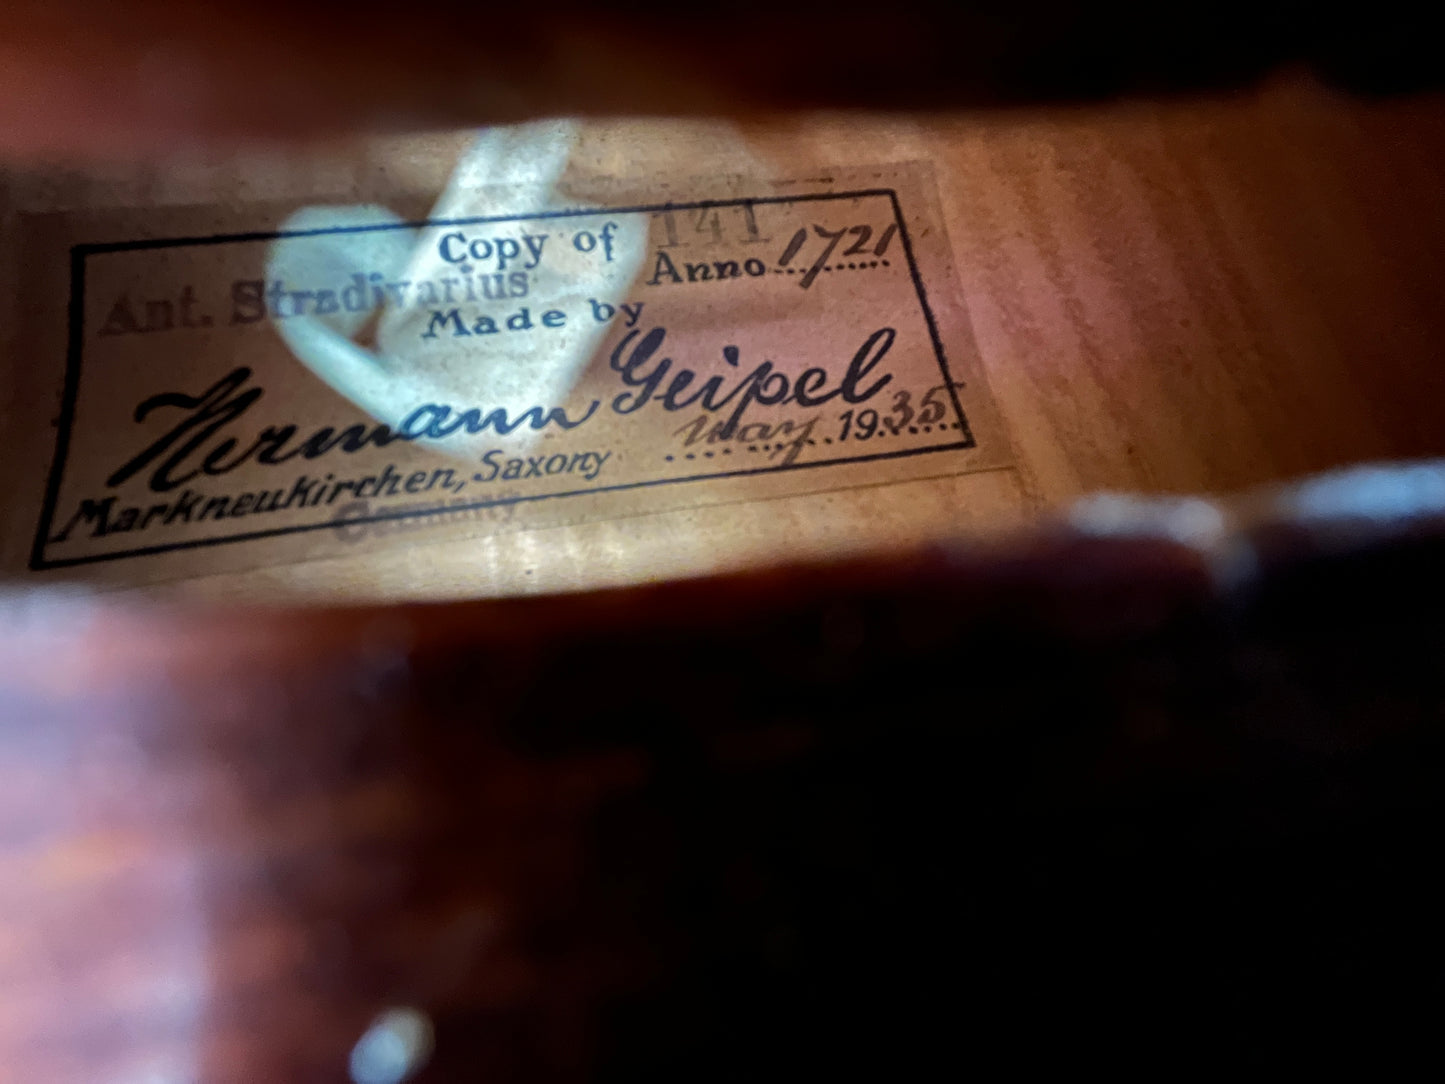 141
Copy of
Ant. Stradivarius Anno 1721
Made by
Hermann Geipel
Markneukirchen, Saxony May 1935
Germany